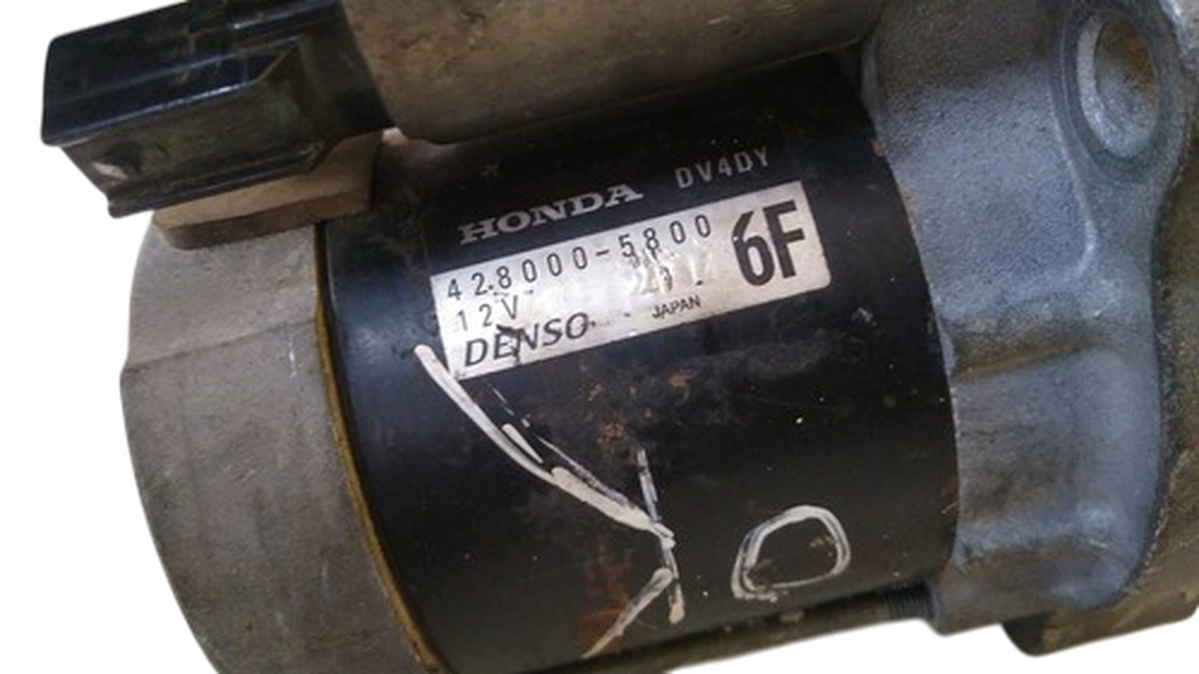 HONDA DV4DY
428000-5800 6F
12V
DENSO JAPAN